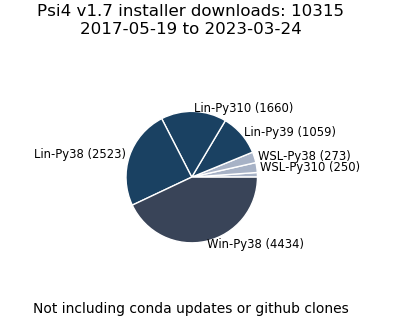 Psi4 v1.7 installer downloads: 10315
2017-05-19 to 2023-03-24
Lin-Py310 (1660)
Lin-Py39 (1059)
Lin-Py38 (2523)
WSL-Py38 (273)
WSL-Py310 (250)
Win-Py38 (4434)
Not including conda updates or github clones